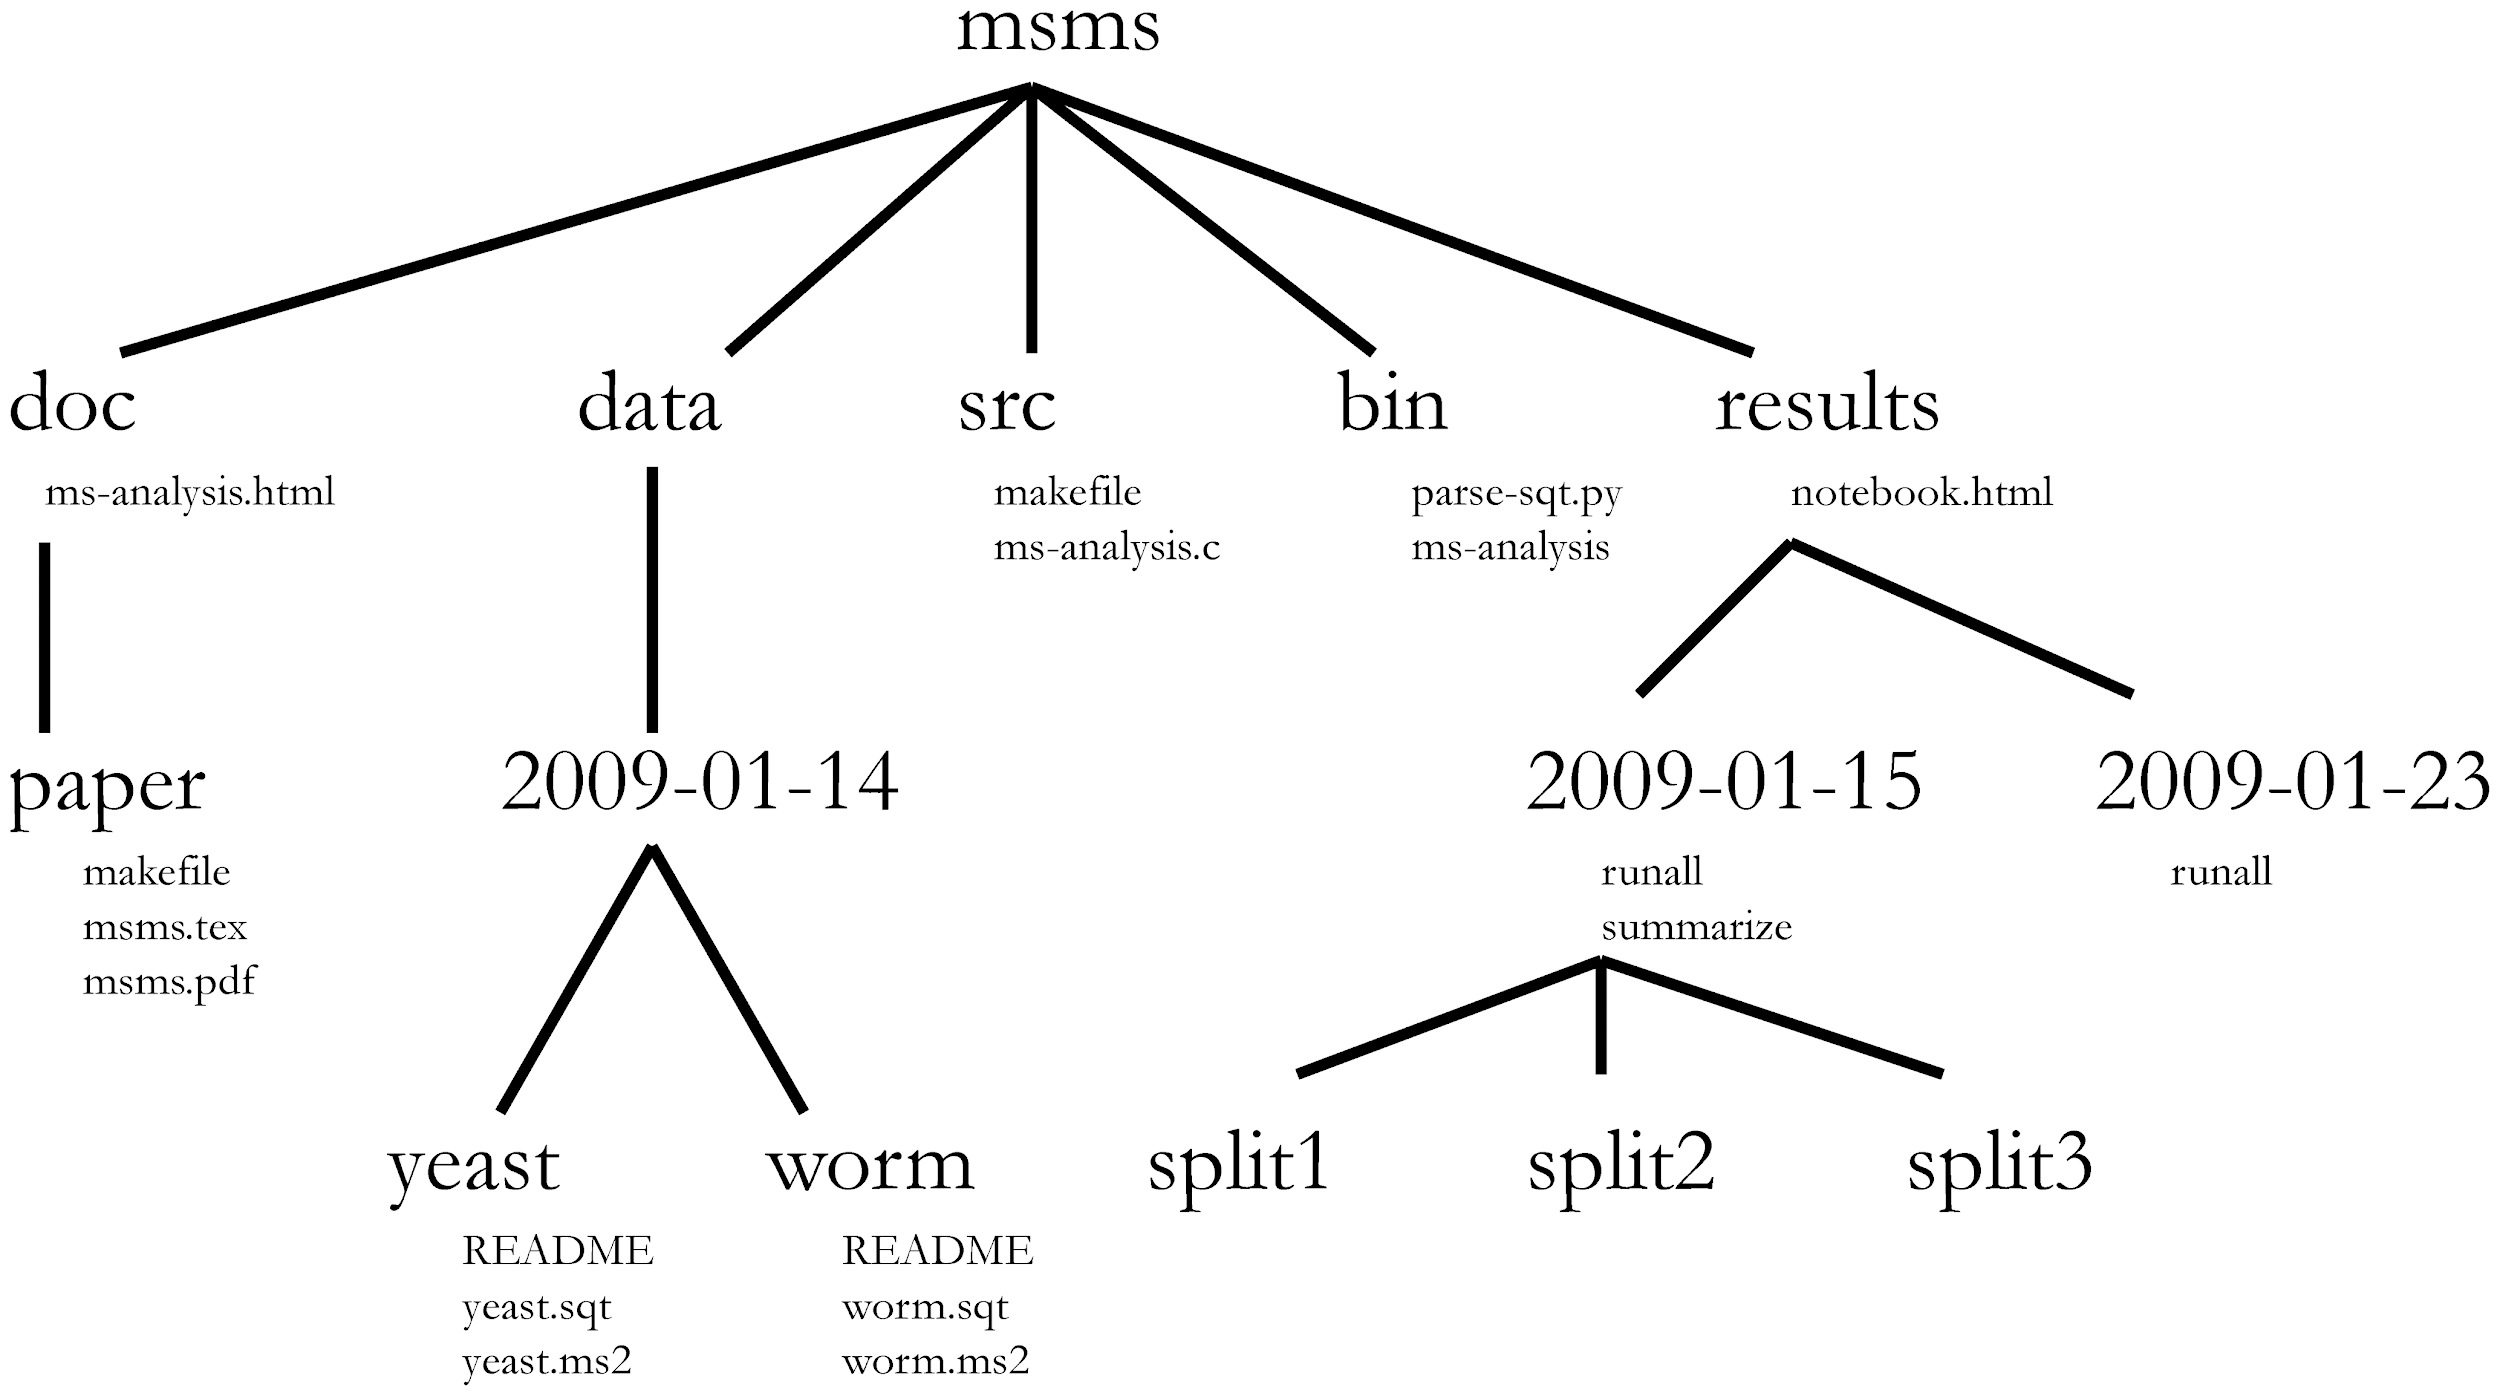 msms
doc
data
src
bin
results
ms-analysis.html
makefile
ms-analysis.c
parse-sqt.py
ms-analysis
notebook.html
paper
2009-01-14
2009-01-15
2009-01-23
makefile
msms.tex
msms.pdf
runall
summarize
runall
yeast
worm
split1
split2
split3
README
yeast.sqt
yeast.ms2
README
worm.sqt
worm.ms2